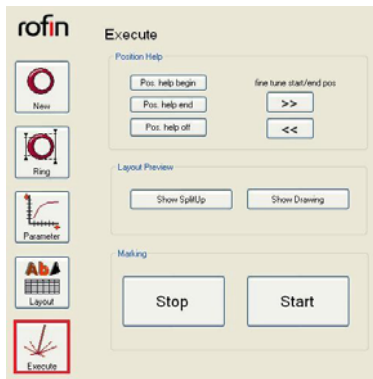 rofin
Execute
Position Help
Pos. help begin
fine tune start/end pos
Pos. help end
>>
Pos. help off
<<
New
Ring
Layout Preview
Show SplitUp
Show Drawing
Parameter
Marking
AbA
Layout
Stop
Start
Execute